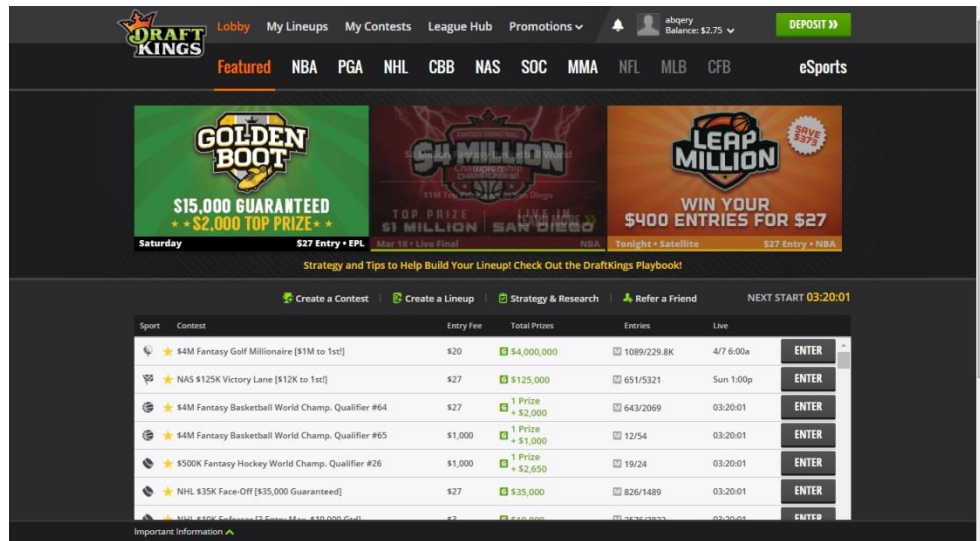 DRAFT
KINGS
Lobby My Lineups My Contests League Hub Promotions
abqery
Balance: $2.75
DEPOSIT
Featured NBA PGA NHL CBB NAS SOC MMA NFL MLB CFB eSports
GOLDEN
BOOT
$15,000 GUARANTEED
$2,000 TOP PRIZE
Saturday $27 Entry • EPL
$4 MILLION
CHAMPIONSHIP
TOP PRIZE
$1 MILLION
LIVE IN
SAN DIEGO
Mar 18 • Live Final NBA
LEAP
MILLION
SAVE
$373
WIN YOUR
$400 ENTRIES FOR $27
Tonight • Satellite $27 Entry • NBA
Strategy and Tips to Help Build Your Lineup! Check Out the DraftKings Playbook!
Create a Contest Create a Lineup Strategy & Research Refer a Friend NEXT START 03:20:01
Sport Contest Entry Fee Total Prizes Entries Live
$4M Fantasy Golf Millionaire [$1M to 1st!] $20 G $4,000,000 M 1089/229.8K 4/7 6:00a ENTER
NAS $125K Victory Lane [$12K to 1st!] $27 G $125,000 M 651/5321 Sun 1:00p ENTER
$4M Fantasy Basketball World Champ. Qualifier #64 $27 G 1 Prize + $2,000 M 643/2069 03:20:01 ENTER
$4M Fantasy Basketball World Champ. Qualifier #65 $1,000 G 1 Prize + $1,000 M 12/54 03:20:01 ENTER
$500K Fantasy Hockey World Champ. Qualifier #26 $1,000 G 1 Prize + $2,650 M 19/24 03:20:01 ENTER
NHL $35K Face-Off [$35,000 Guaranteed] $27 G $35,000 M 826/1489 03:20:01 ENTER
Important Information